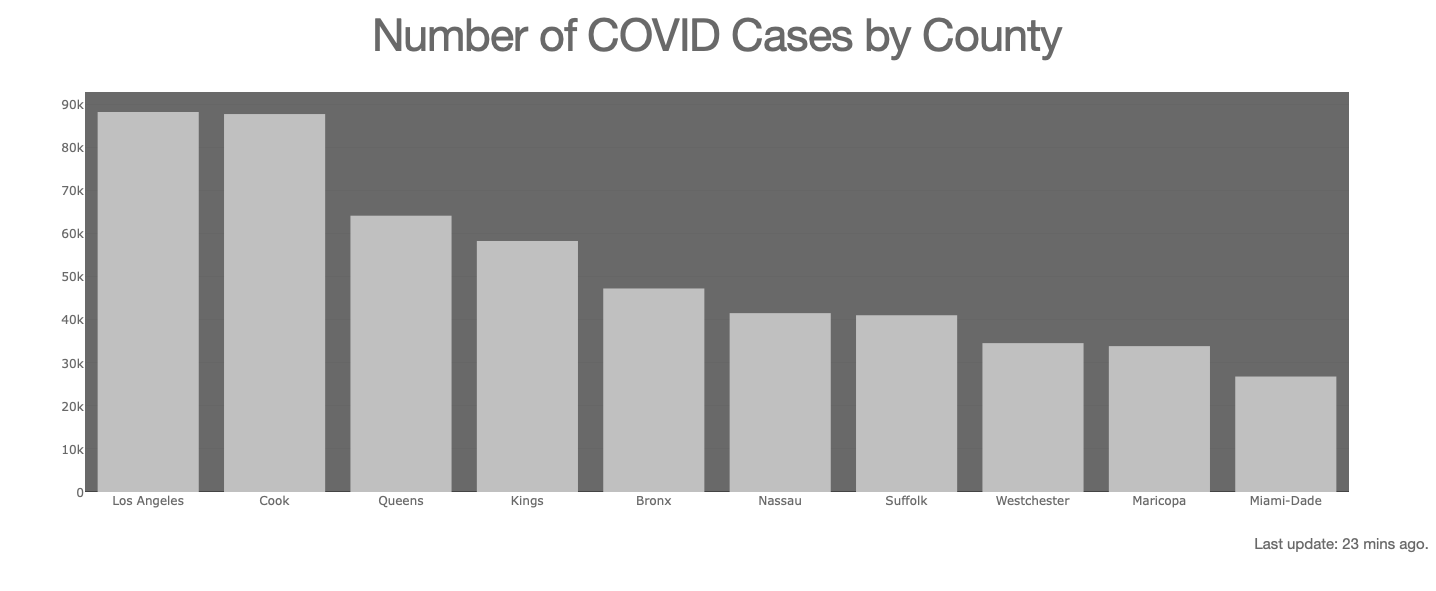 Number of COVID Cases by County
90k
80k
70k
60k
50k
40k
30k
20k
10k
0
Los Angeles Cook Queens Kings Bronx Nassau Suffolk Westchester Maricopa Miami-Dade
Last update: 23 mins ago.